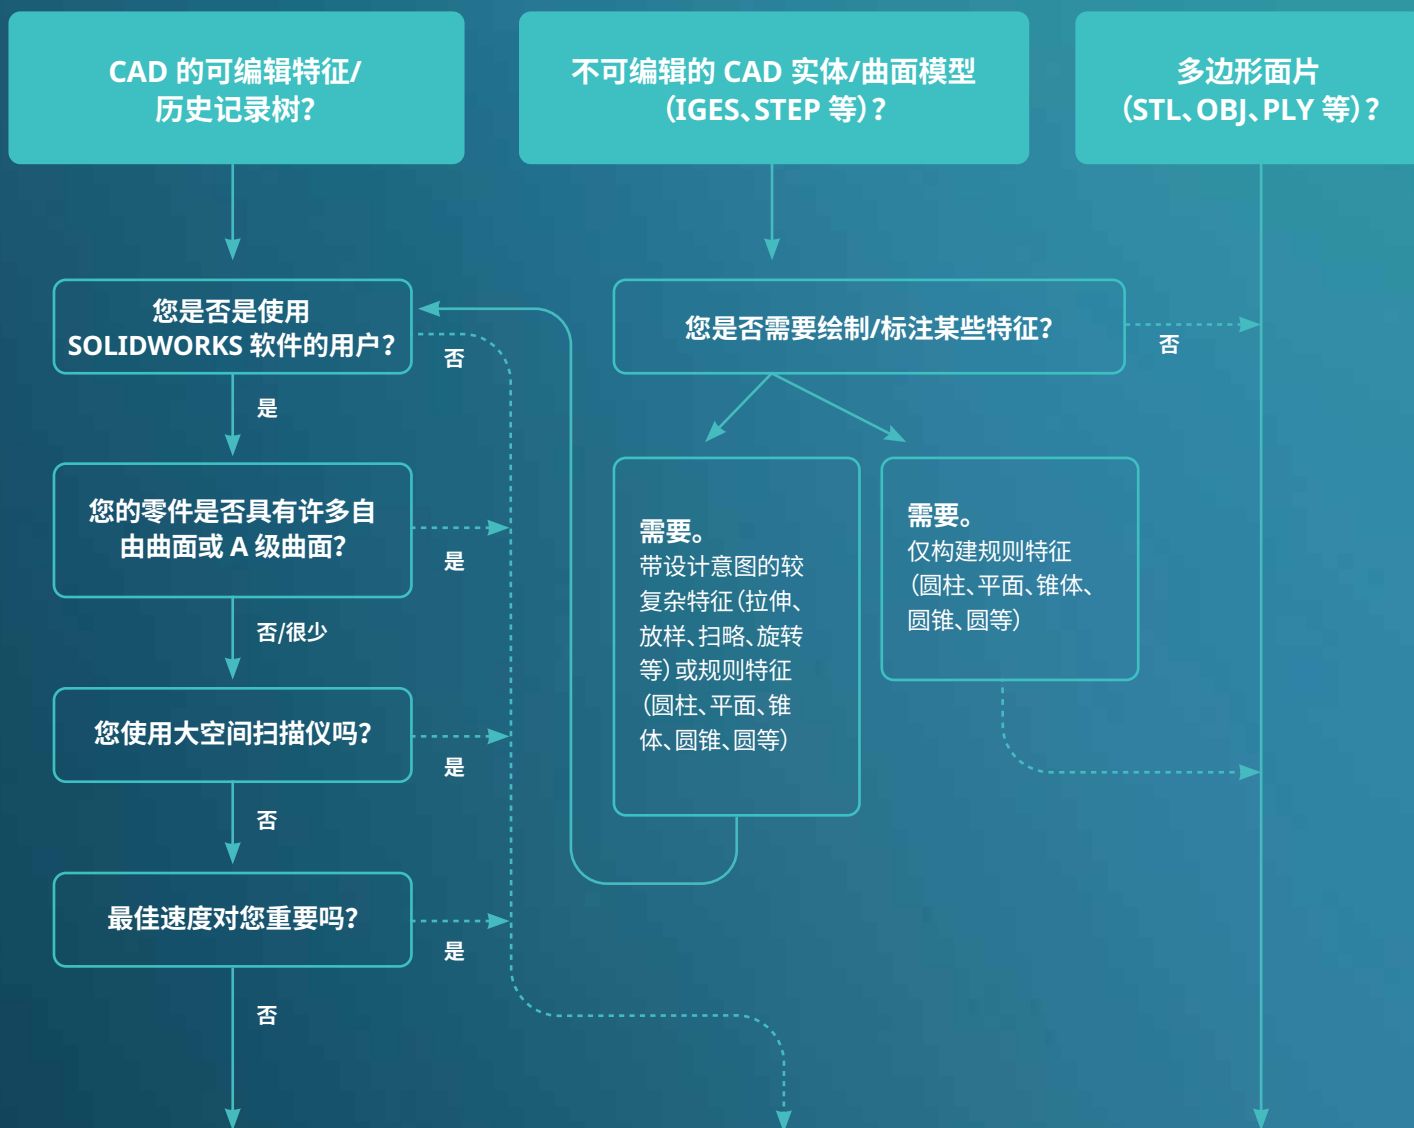 CAD 的可编辑特征/
历史记录树？
不可编辑的 CAD 实体/曲面模型
（IGES、STEP 等）？
多边形面片
（STL、OBJ、PLY 等）？
您是否是使用
SOLIDWORKS 软件的用户？
否
是
您的零件是否具有许多自
由曲面或 A 级曲面？
是
否/很少
您使用大空间扫描仪吗？
是
否
最佳速度对您重要吗？
是
否
您是否需要绘制/标注某些特征？
否
需要。
带设计意图的较
复杂特征（拉伸、
放样、扫略、旋转
等）或规则特征
（圆柱、平面、锥
体、圆锥、圆等）
需要。
仅构建规则特征
（圆柱、平面、锥体、
圆锥、圆等）